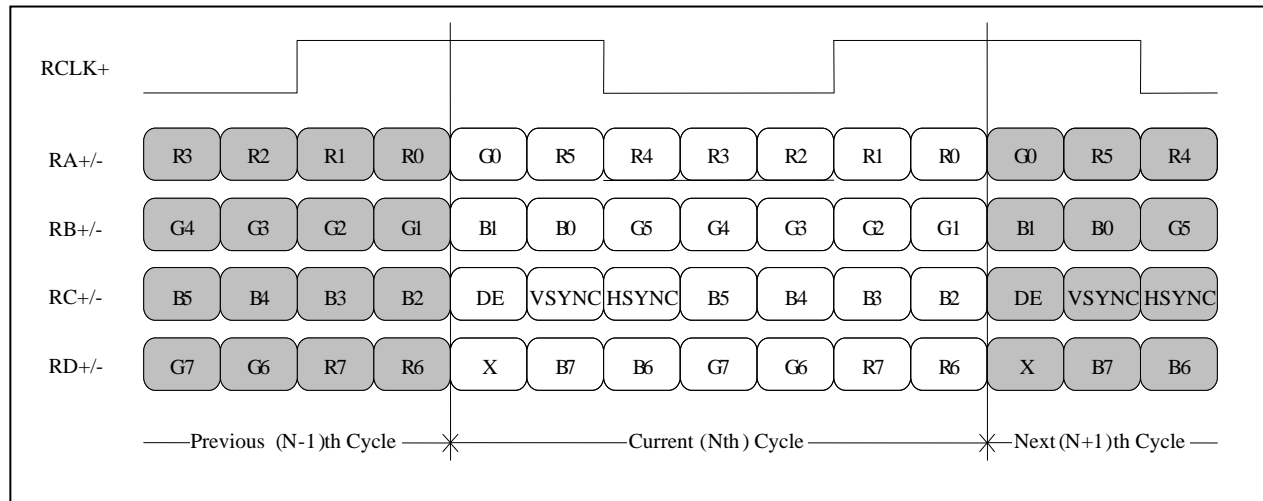 RCLK+
RA+/- R3 R2 R1 R0 G0 R5 R4 R3 R2 R1 R0 G0 R5 R4
RB+/- G4 G3 G2 G1 B1 B0 G5 G4 G3 G2 G1 B1 B0 G5
RC+/- B5 B4 B3 B2 DE VSYNC HSYNC B5 B4 B3 B2 DE VSYNC HSYNC
RD+/- G7 G6 R7 R6 X B7 B6 G7 G6 R7 R6 X B7 B6
Previous (N-1)th Cycle Current (Nth) Cycle Next (N+1)th Cycle